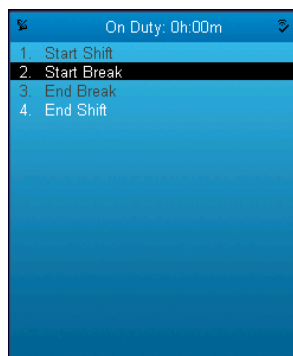 On Duty: 0h:00m
1. Start Shift
2. Start Break
3. End Break
4. End Shift